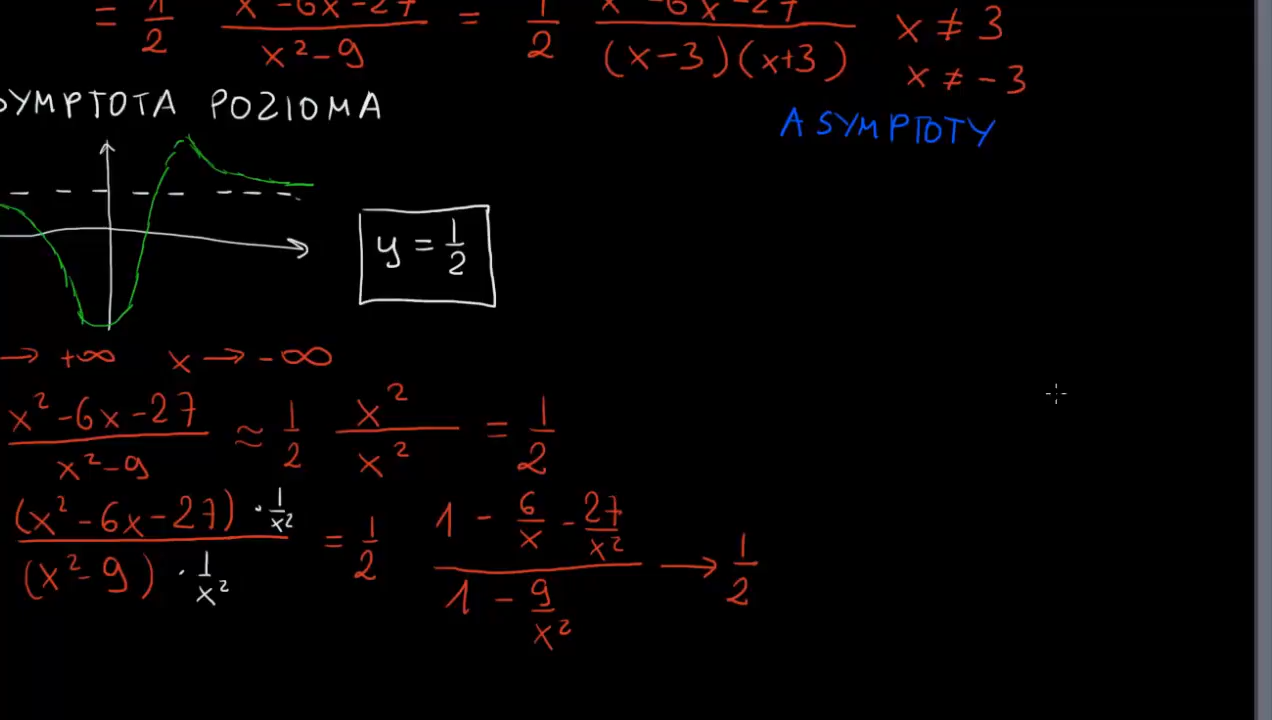 = 1/2 x²-6x-27/x²-9 = 1/2 x²-6x-27/(x-3)(x+3) x ≠ 3
x ≠ -3
SYMPTOTA POZIOMA
ASYMPTOTY
y = 1/2
→ +∞ x → -∞
x²-6x-27/x²-9 ≈ 1/2 x²/x² = 1/2
(x²-6x-27) · 1/x² / (x²-9) · 1/x² = 1/2 1 - 6/x - 27/x² / 1 - 9/x² → 1/2